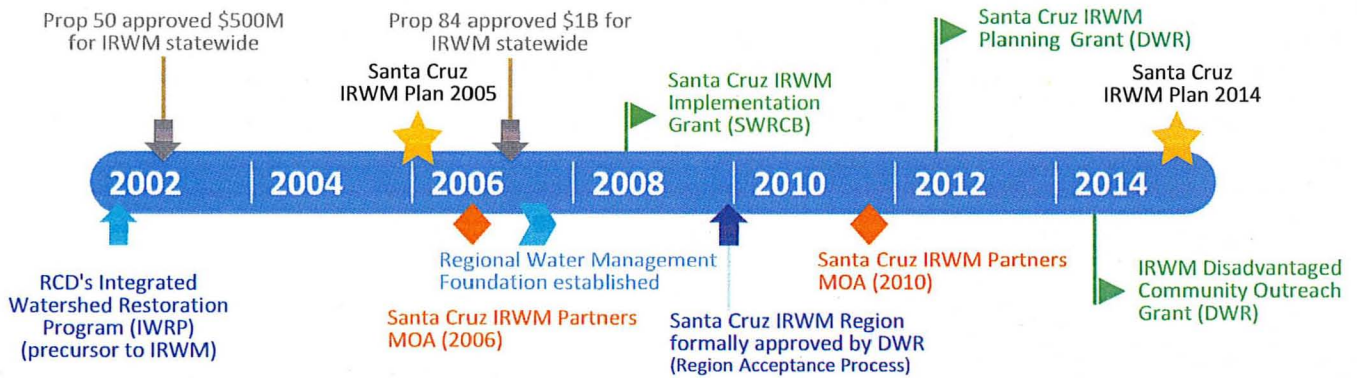 Prop 50 approved $500M
for IRWM statewide
Prop 84 approved $1B for
IRWM statewide
Santa Cruz
IRWM Plan 2005
Santa Cruz IRWM
Implementation
Grant (SWRCB)
Santa Cruz IRWM
Planning Grant (DWR)
Santa Cruz
IRWM Plan 2014
2002
2004
2006
2008
2010
2012
2014
RCD's Integrated
Watershed Restoration
Program (IWRP)
(precursor to IRWM)
Regional Water Management
Foundation established
Santa Cruz IRWM Partners
MOA (2006)
Santa Cruz IRWM Region
formally approved by DWR
(Region Acceptance Process)
Santa Cruz IRWM Partners
MOA (2010)
IRWM Disadvantaged
Community Outreach
Grant (DWR)